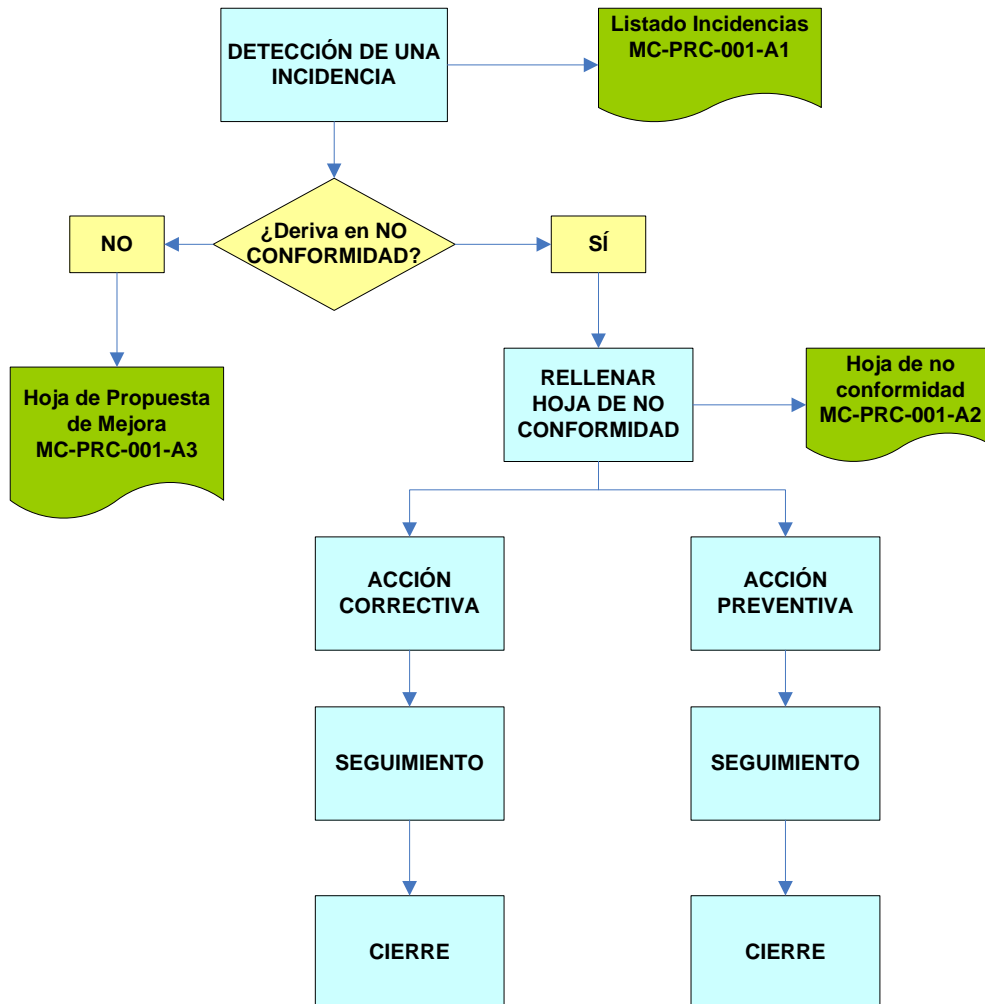 DETECCIÓN DE UNA
INCIDENCIA
Listado Incidencias
MC-PRC-001-A1
¿Deriva en NO
CONFORMIDAD?
NO
SÍ
Hoja de Propuesta
de Mejora
MC-PRC-001-A3
RELLENAR
HOJA DE NO
CONFORMIDAD
Hoja de no
conformidad
MC-PRC-001-A2
ACCIÓN
CORRECTIVA
ACCIÓN
PREVENTIVA
SEGUIMIENTO
SEGUIMIENTO
CIERRE
CIERRE